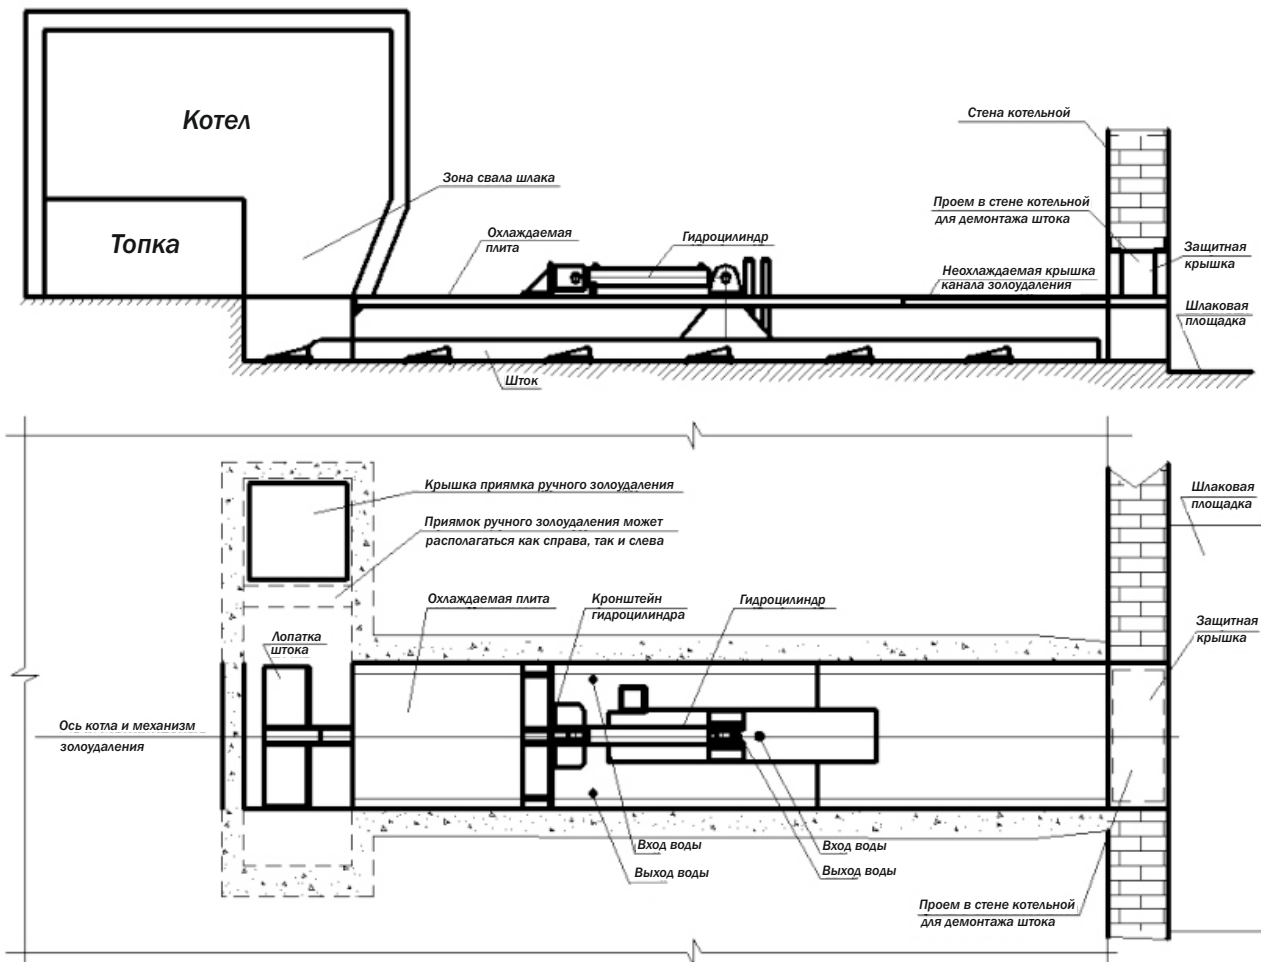 Котел
Топка
Зона свала шлака
Охлаждаемая
плита
Гидроцилиндр
Стена котельной
Проем в стене котельной
для демонтажа штока
Защитная
крышка
Неохлаждаемая крышка
канала золоудаления
Шлаковая
площадка
Шток
Крышка приямка ручного золоудаления
Приямок ручного золоудаления может
располагаться как справа, так и слева
Шлаковая
площадка
Охлаждаемая плита
Кронштейн
гидроцилиндра
Гидроцилиндр
Защитная
крышка
Лопатка
штока
Ось котла и механизм
золоудаления
Вход воды
Выход воды
Вход воды
Выход воды
Проем в стене котельной
для демонтажа штока